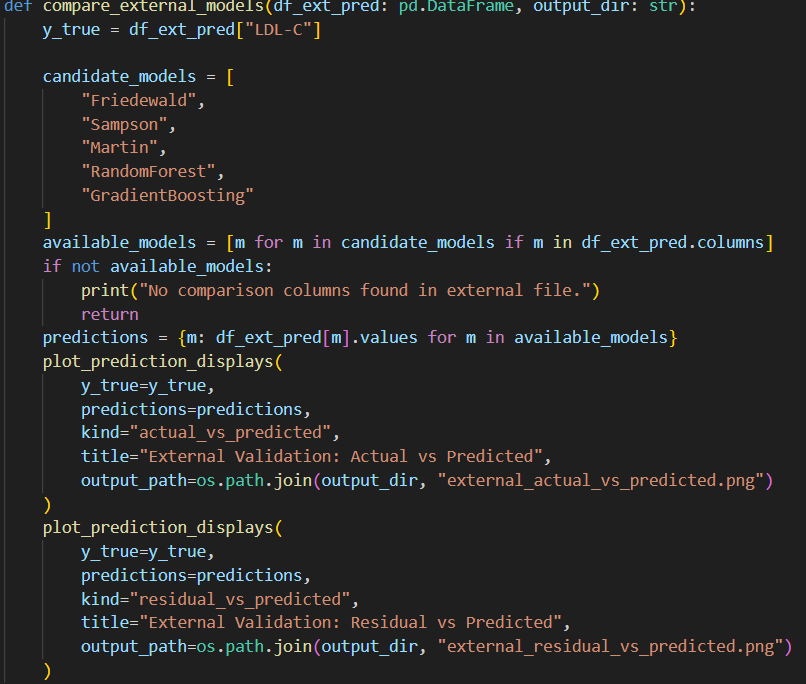 def compare_external_models(df_ext_pred: pd.DataFrame, output_dir: str):
    y_true = df_ext_pred["LDL-C"]

    candidate_models = [
        "Friedewald",
        "Sampson",
        "Martin",
        "RandomForest",
        "GradientBoosting"
    ]
    available_models = [m for m in candidate_models if m in df_ext_pred.columns]
    if not available_models:
        print("No comparison columns found in external file.")
        return
    predictions = {m: df_ext_pred[m].values for m in available_models}
    plot_prediction_displays(
        y_true=y_true,
        predictions=predictions,
        kind="actual_vs_predicted",
        title="External Validation: Actual vs Predicted",
        output_path=os.path.join(output_dir, "external_actual_vs_predicted.png")
    )
    plot_prediction_displays(
        y_true=y_true,
        predictions=predictions,
        kind="residual_vs_predicted",
        title="External Validation: Residual vs Predicted",
        output_path=os.path.join(output_dir, "external_residual_vs_predicted.png")
    )